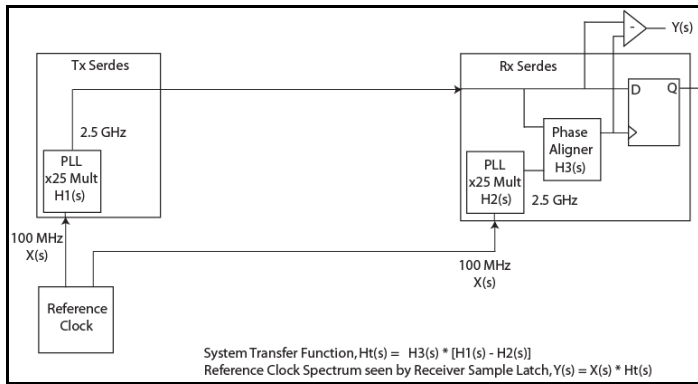 Y(s)
-
Tx Serdes
Rx Serdes
D
Q
2.5 GHz
Phase
Aligner
H3(s)
PLL
x25 Mult
H1(s)
PLL
x25 Mult
H2(s)
2.5 GHz
100 MHz
X(s)
100 MHz
X(s)
Reference
Clock
System Transfer Function, Ht(s) = H3(s) * [H1(s) - H2(s)]
Reference Clock Spectrum seen by Receiver Sample Latch, Y(s) = X(s) * Ht(s)